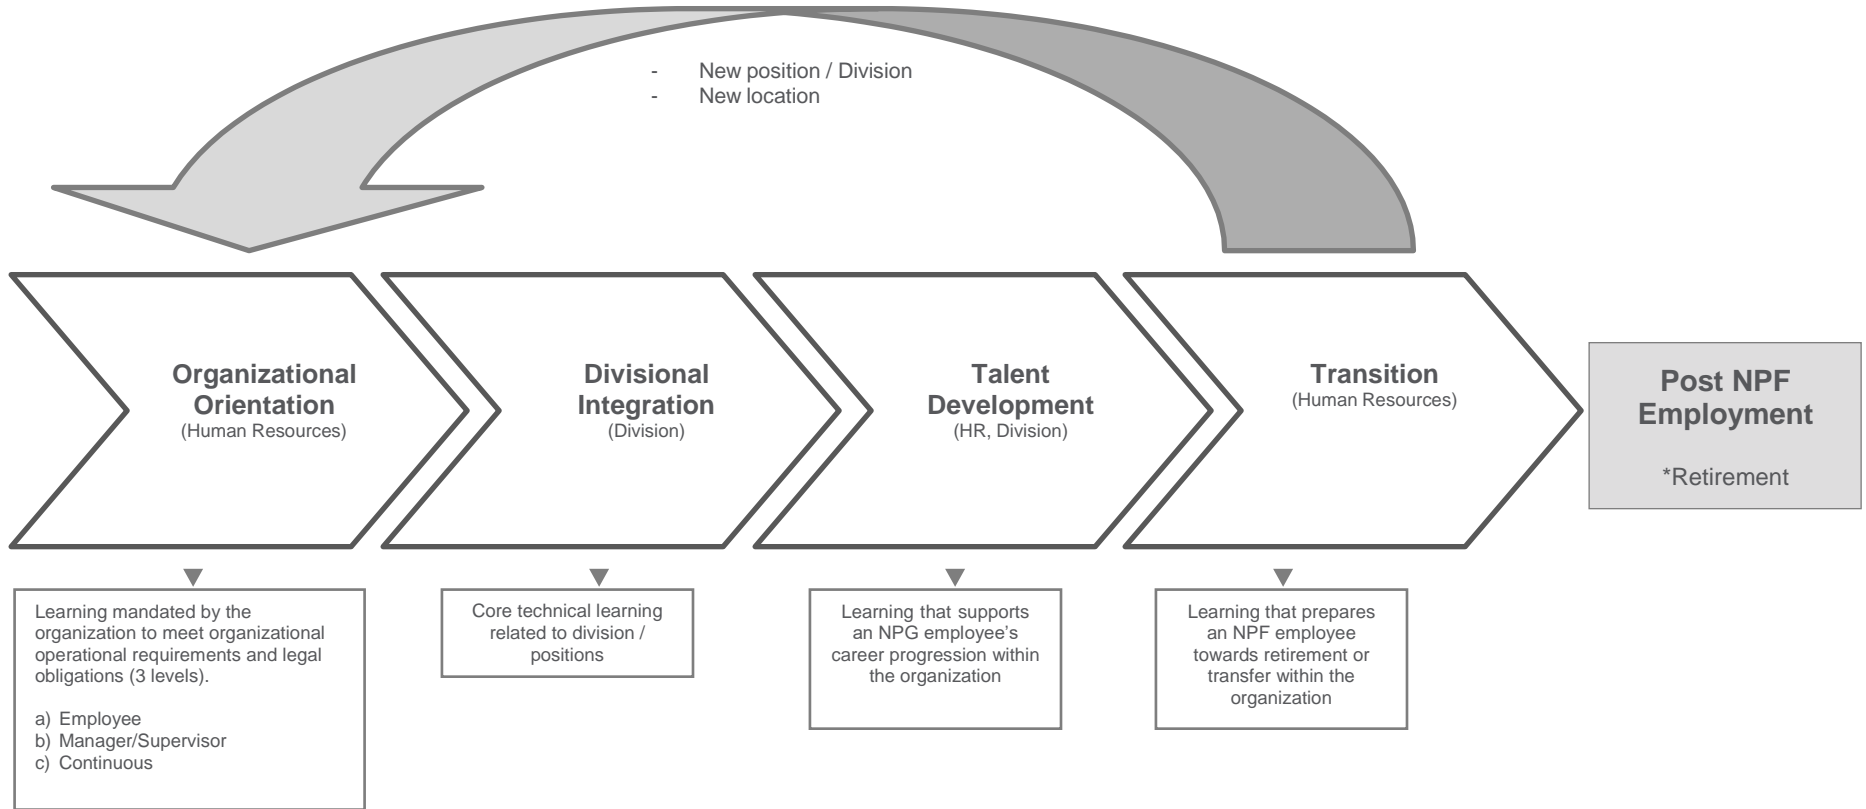 - New position / Division
- New location
Organizational
Orientation
(Human Resources)
Divisional
Integration
(Division)
Talent
Development
(HR, Division)
Transition
(Human Resources)
Post NPF
Employment
*Retirement
Learning mandated by the
organization to meet organizational
operational requirements and legal
obligations (3 levels).
a) Employee
b) Manager/Supervisor
c) Continuous
Core technical learning
related to division /
positions
Learning that supports
an NPG employee’s
career progression within
the organization
Learning that prepares
an NPF employee
towards retirement or
transfer within the
organization